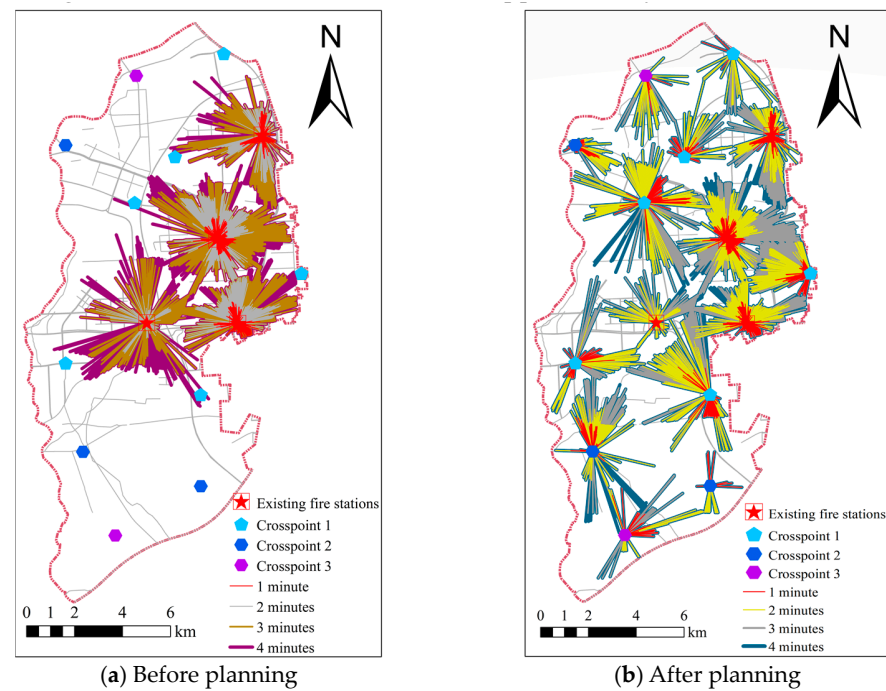 N
Existing fire stations
Crosspoint 1
Crosspoint 2
Crosspoint 3
1 minute
2 minutes
3 minutes
4 minutes
0 1 2 4 6
km
(a) Before planning
N
Existing fire stations
Crosspoint 1
Crosspoint 2
Crosspoint 3
1 minute
2 minutes
3 minutes
4 minutes
0 1 2 4 6
km
(b) After planning